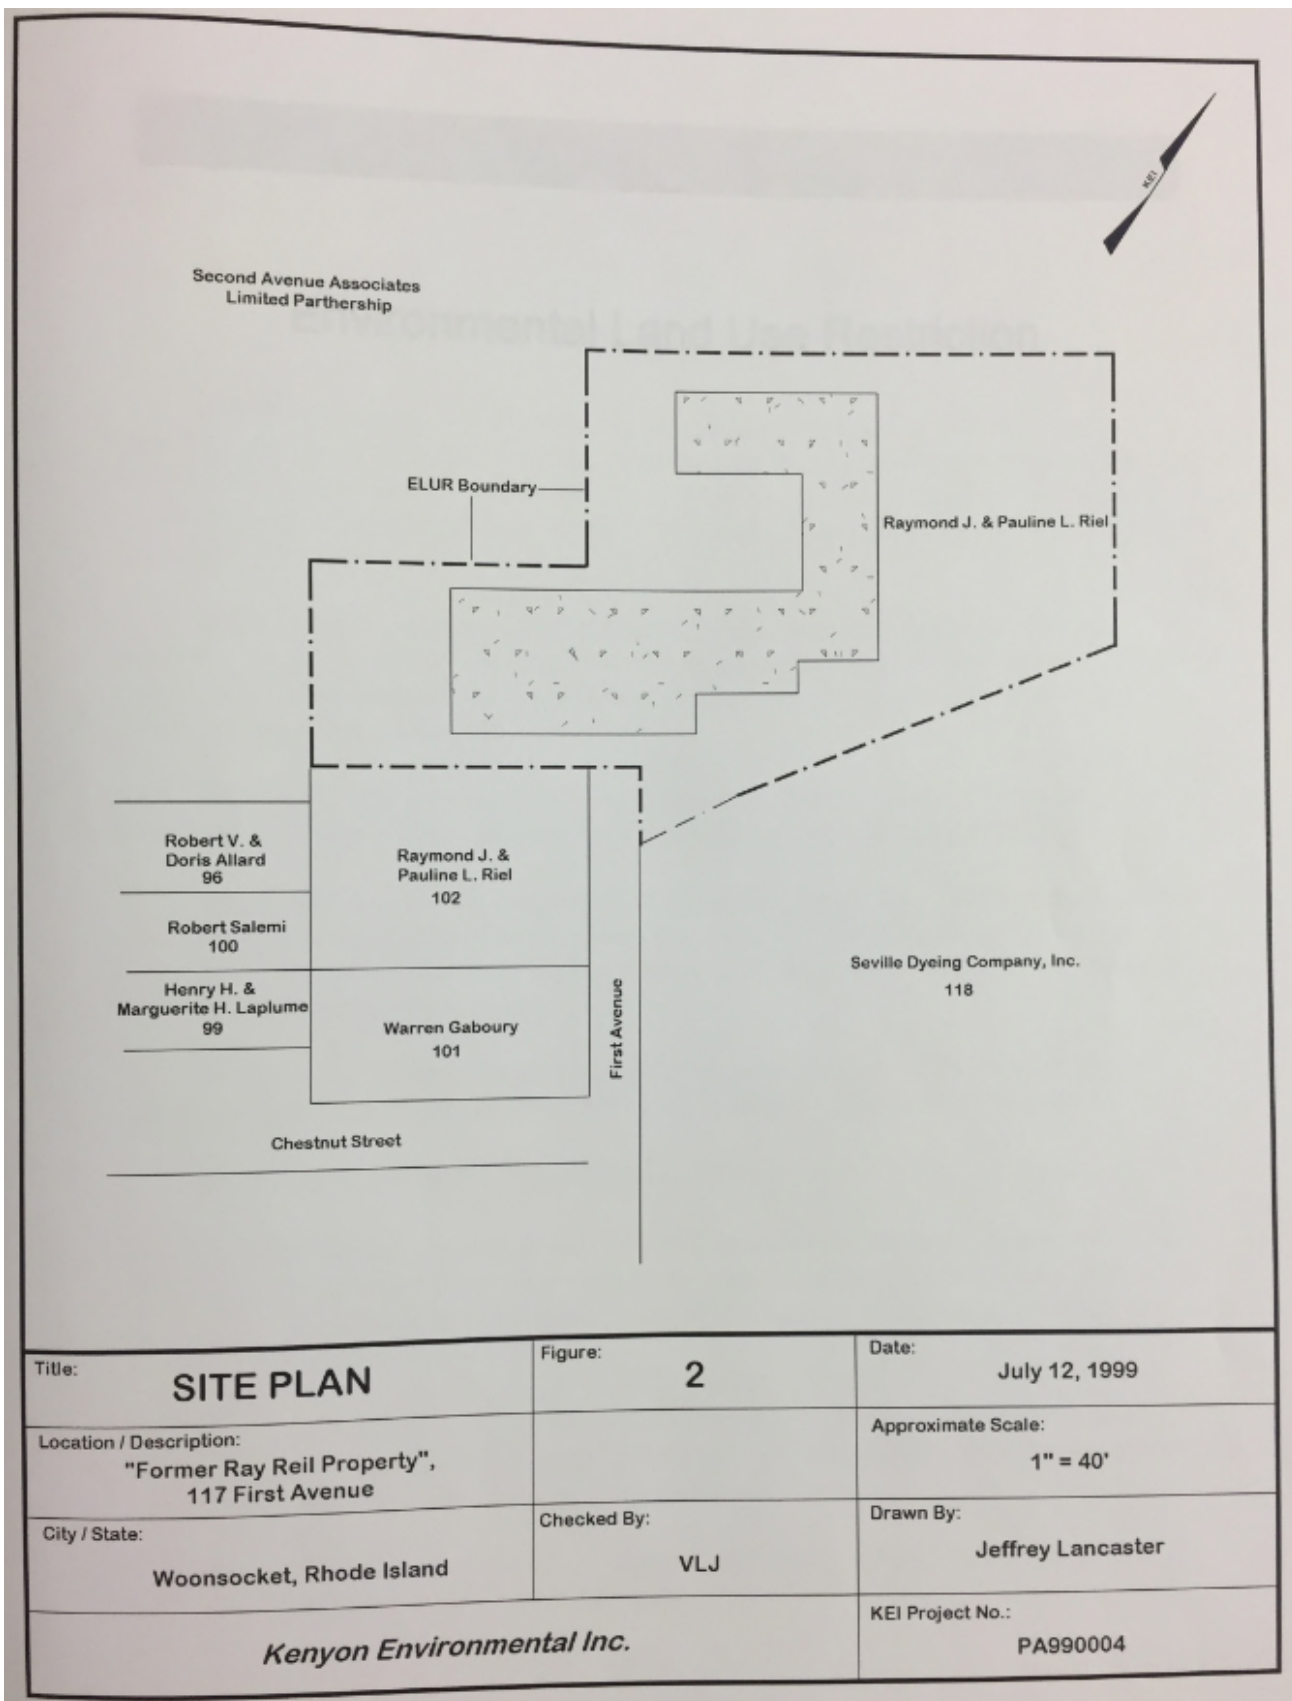 KEI
Environmental Land Use Restriction
Second Avenue Associates
Limited Parthership
ELUR Boundary
Raymond J. & Pauline L. Riel
Robert V. &
Doris Allard
96
Raymond J. &
Pauline L. Riel
102
Robert Salemi
100
Henry H. &
Marguerite H. Laplume
99
Warren Gaboury
101
First Avenue
Seville Dyeing Company, Inc.
118
Chestnut Street
Title:
SITE PLAN
Figure:
2
Date:
July 12, 1999
Location / Description:
"Former Ray Reil Property",
117 First Avenue
Approximate Scale:
1" = 40'
City / State:
Woonsocket, Rhode Island
Checked By:
VLJ
Drawn By:
Jeffrey Lancaster
Kenyon Environmental Inc.
KEI Project No.:
PA990004